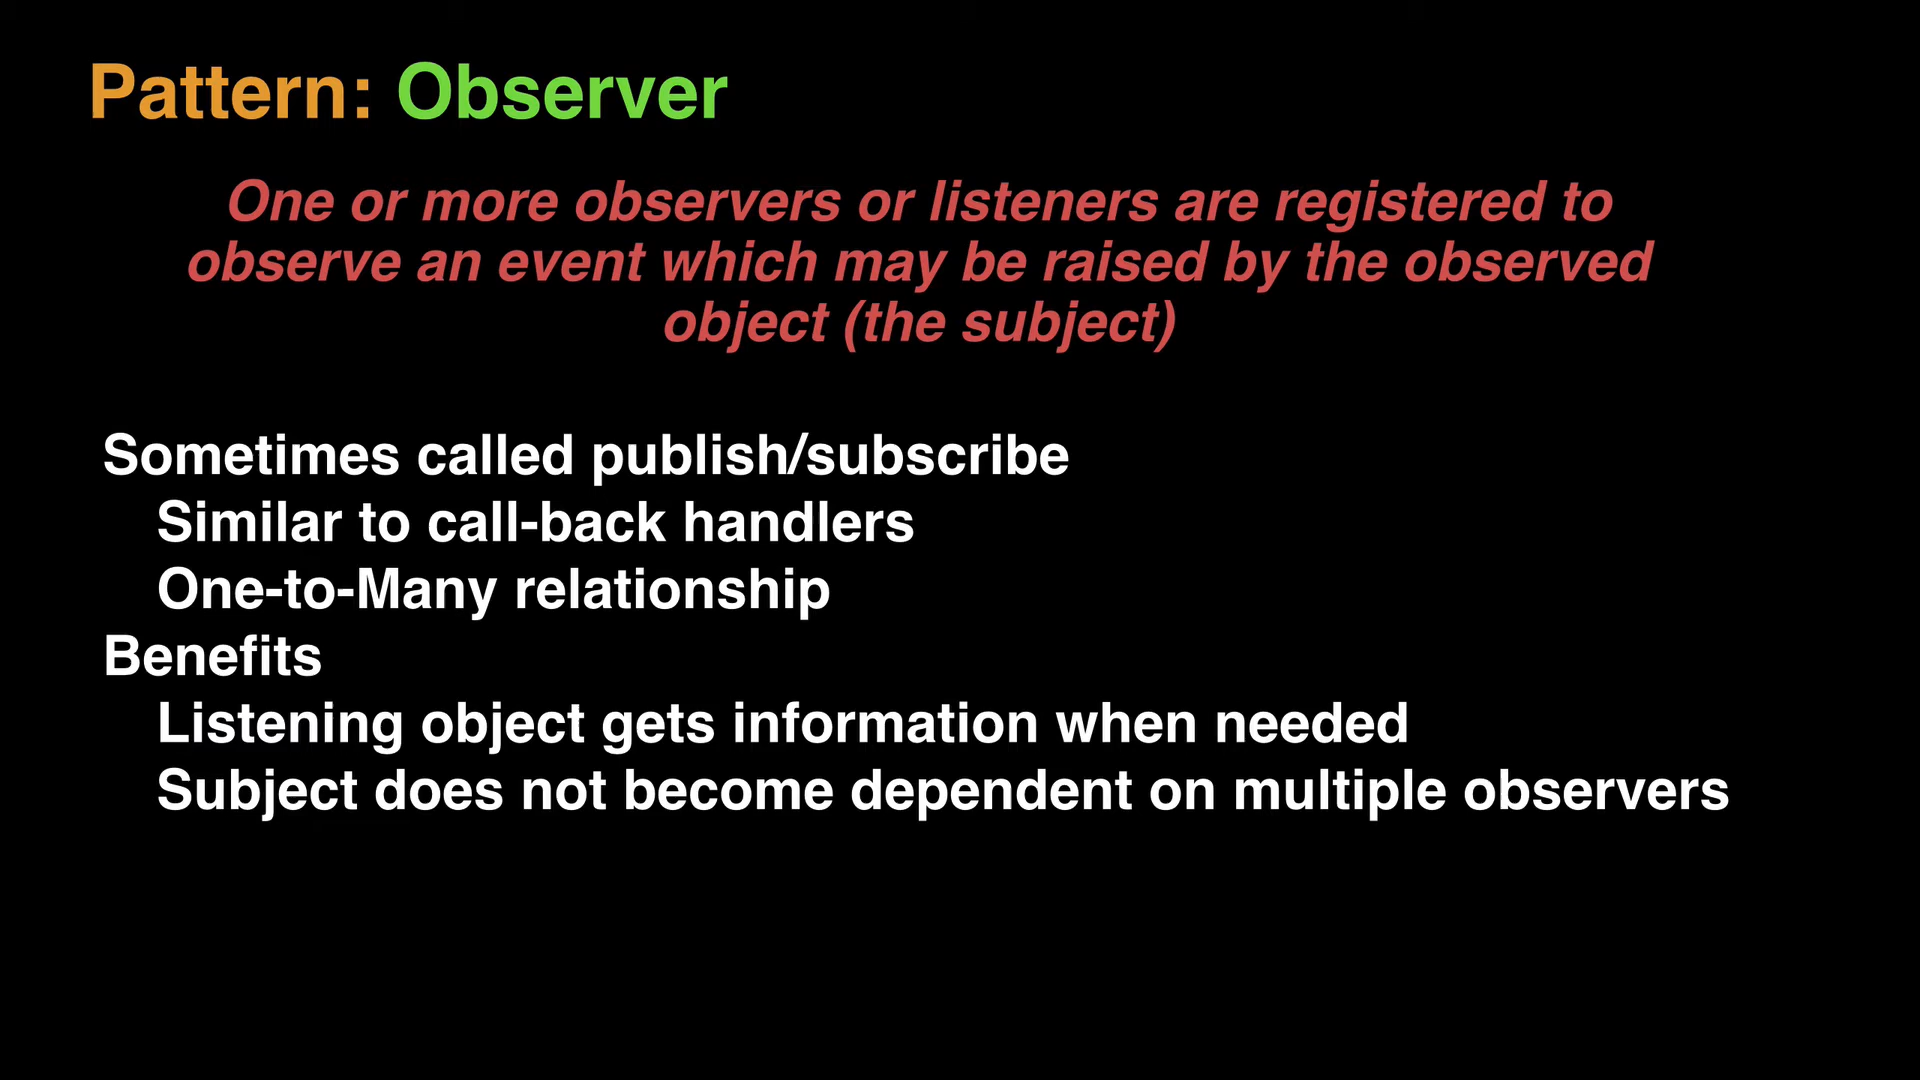 Pattern: Observer
One or more observers or listeners are registered to
observe an event which may be raised by the observed
object (the subject)
Sometimes called publish/subscribe
Similar to call-back handlers
One-to-Many relationship
Benefits
Listening object gets information when needed
Subject does not become dependent on multiple observers